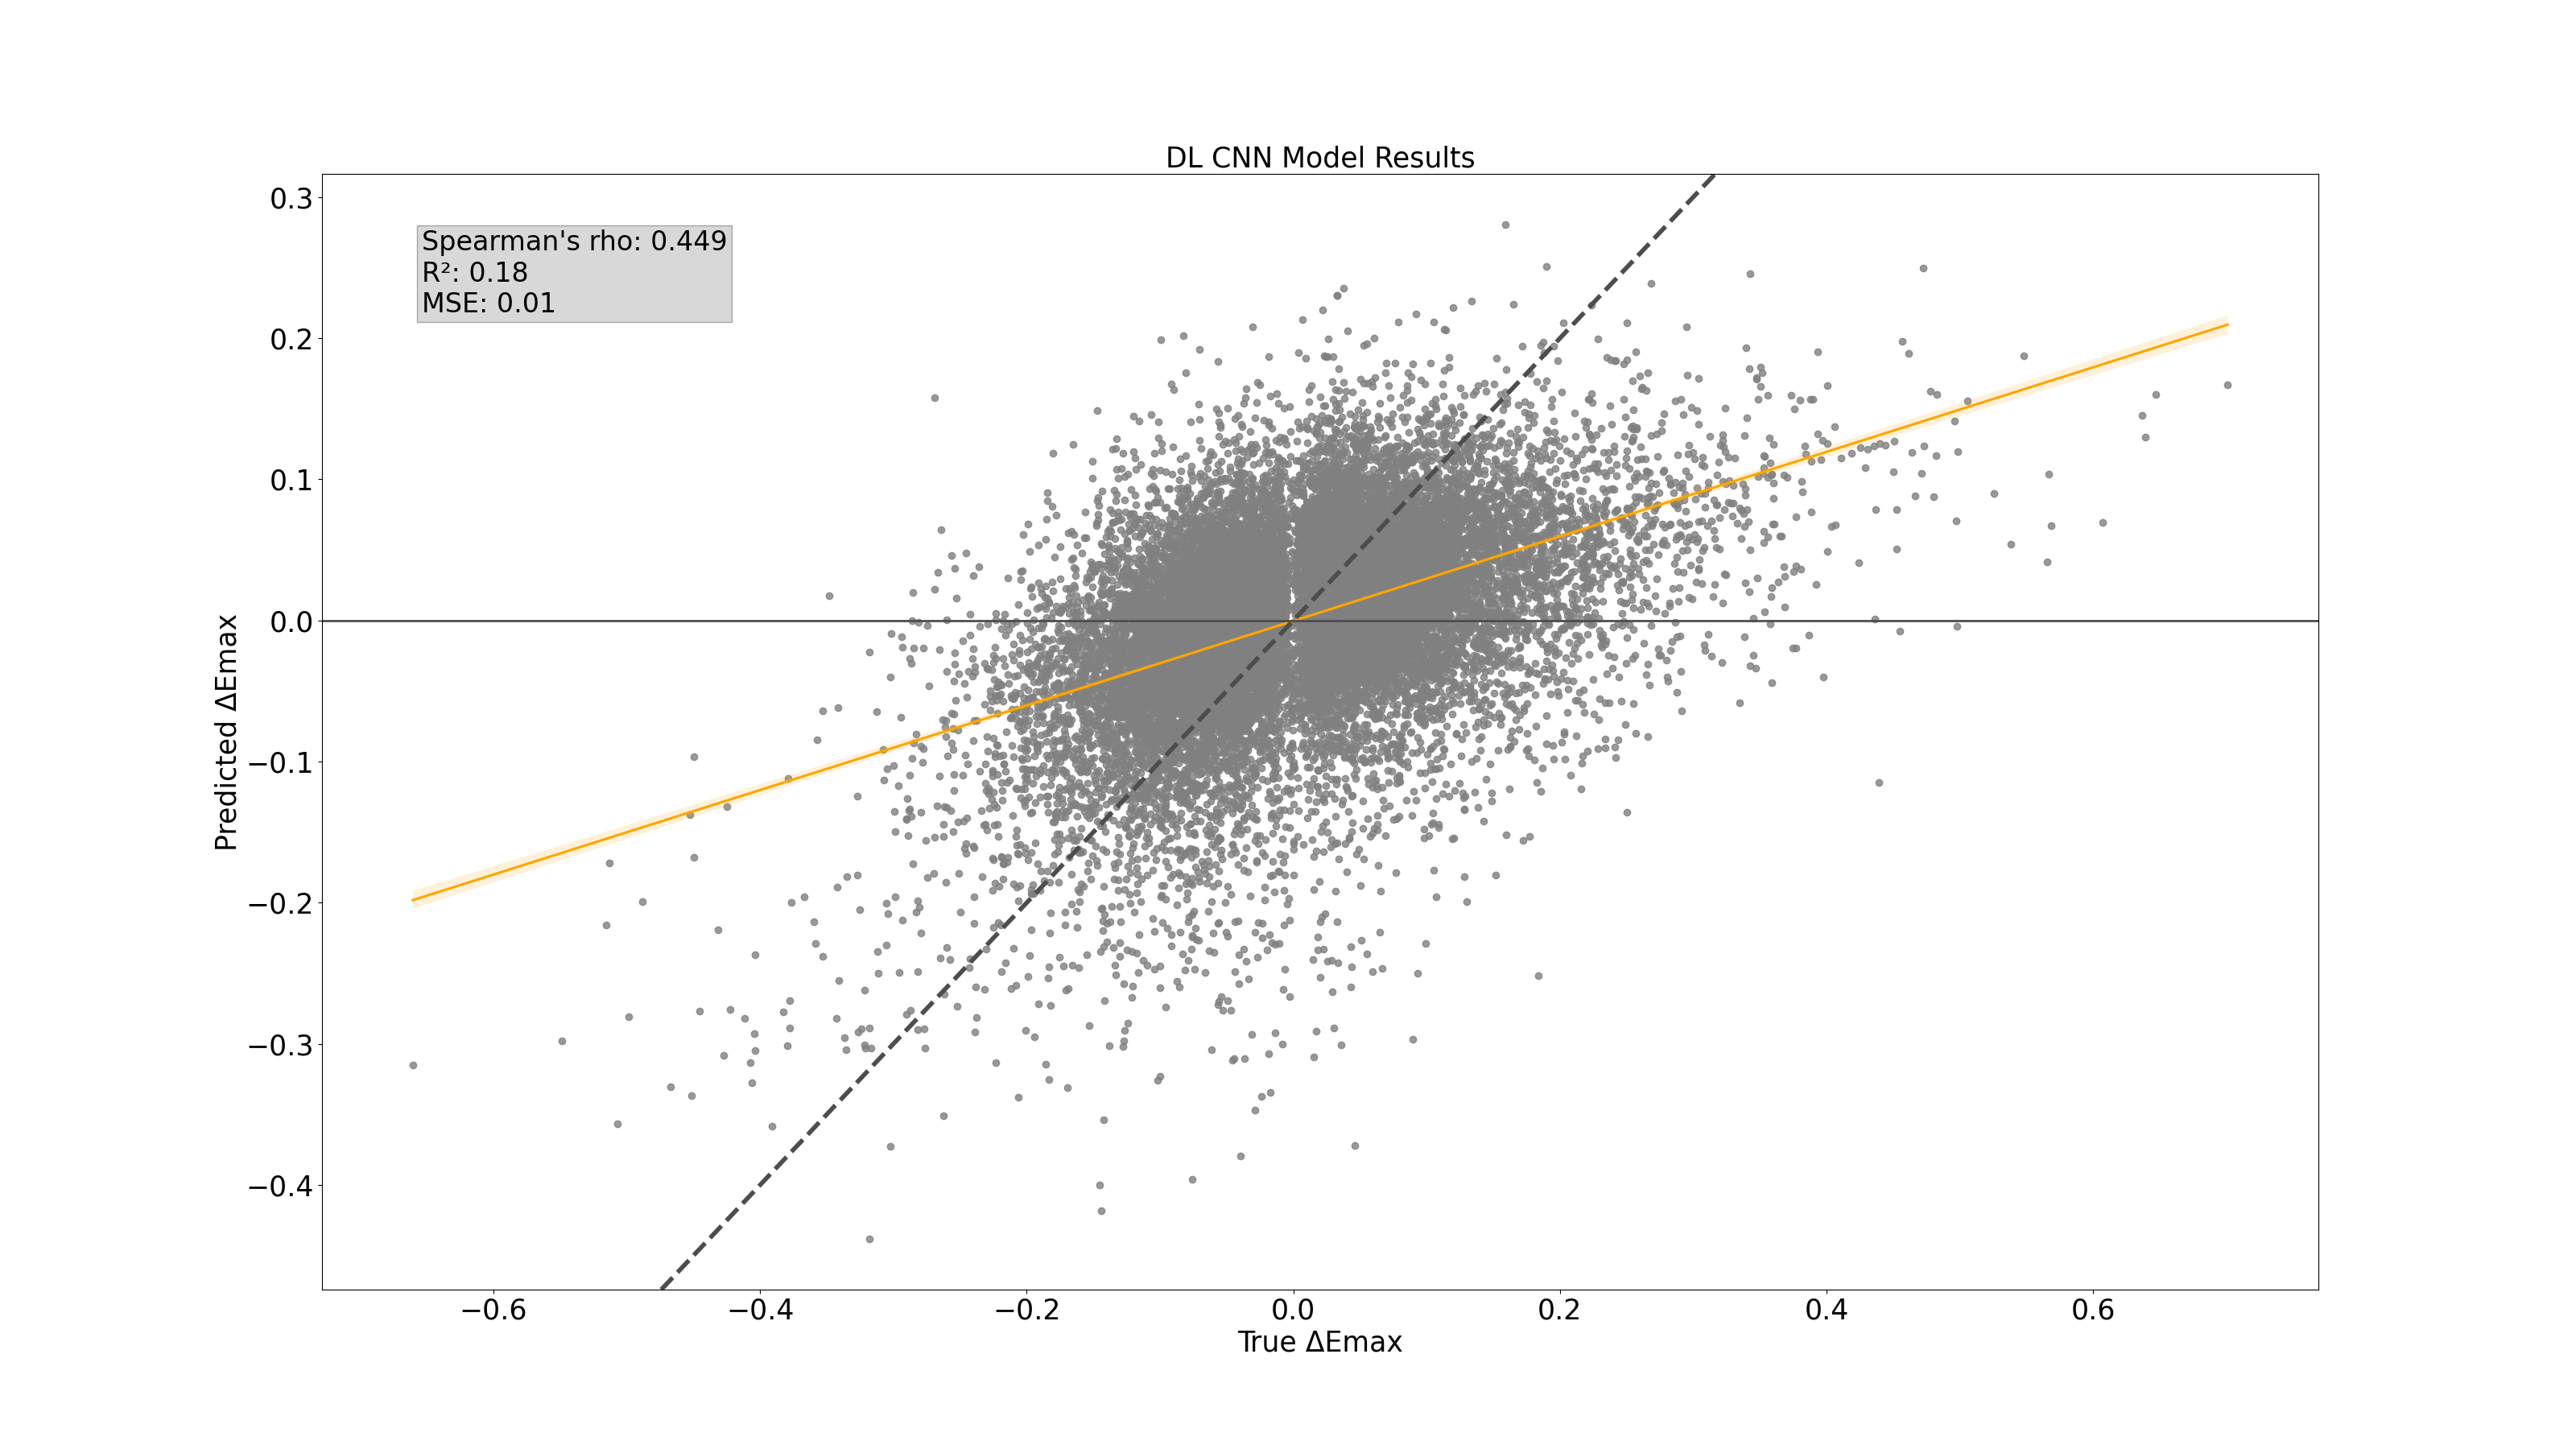 DL CNN Model Results
Spearman's rho: 0.449
R²: 0.18
MSE: 0.01
0.3
0.2
0.1
0.0
−0.1
−0.2
−0.3
−0.4
Predicted ΔEmax
−0.6
−0.4
−0.2
0.0
0.2
0.4
0.6
True ΔEmax